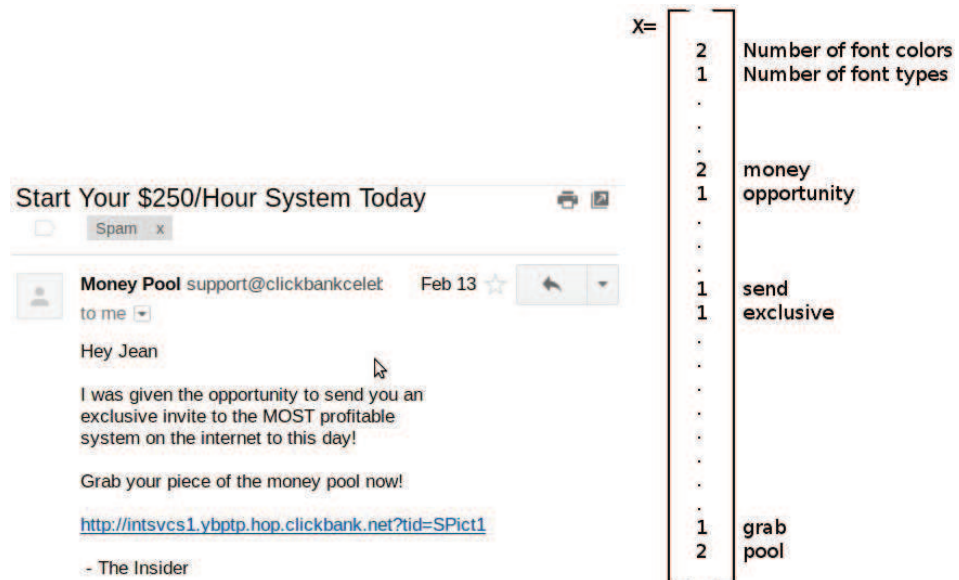 X=
2 Number of font colors
1 Number of font types
.
.
.
2 money
1 opportunity
.
.
.
1 send
1 exclusive
.
.
.
.
.
.
.
.
1 grab
2 pool
Start Your $250/Hour System Today
Spam x
Money Pool support@clickbankcelet Feb 13
to me
Hey Jean
I was given the opportunity to send you an
exclusive invite to the MOST profitable
system on the internet to this day!
Grab your piece of the money pool now!
http://intsvcs1.ybptp.hop.clickbank.net?tid=SPict1
- The Insider